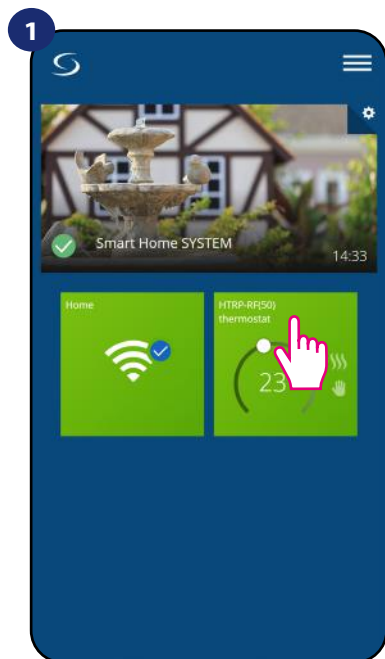 1
Smart Home SYSTEM
14:33
Home
HTRP-RF(50)
thermostat
23